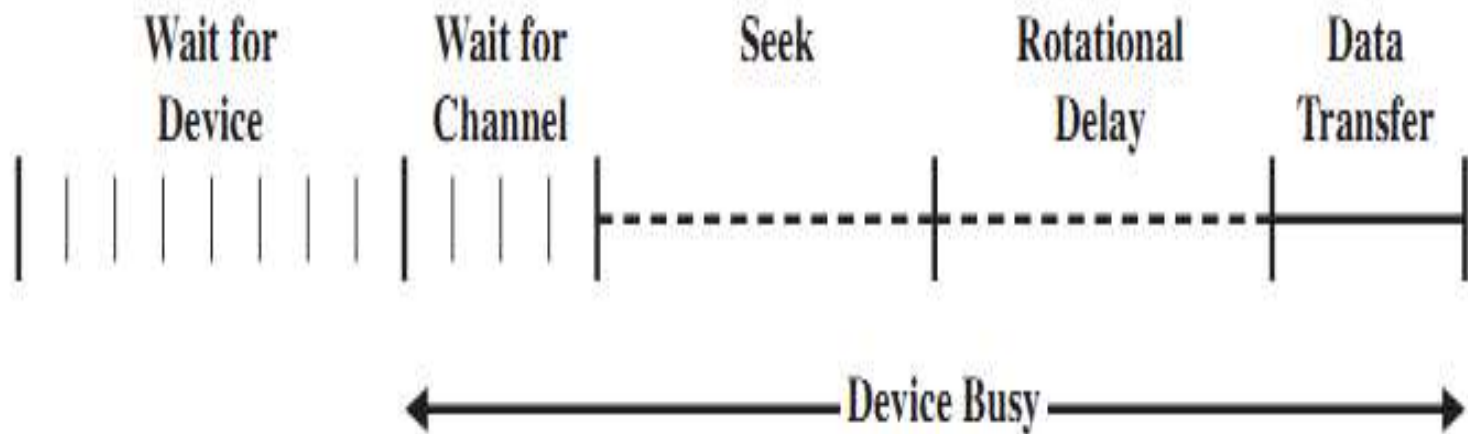 Wait for
Device
Wait for
Channel
Seek
Rotational
Delay
Data
Transfer
Device Busy